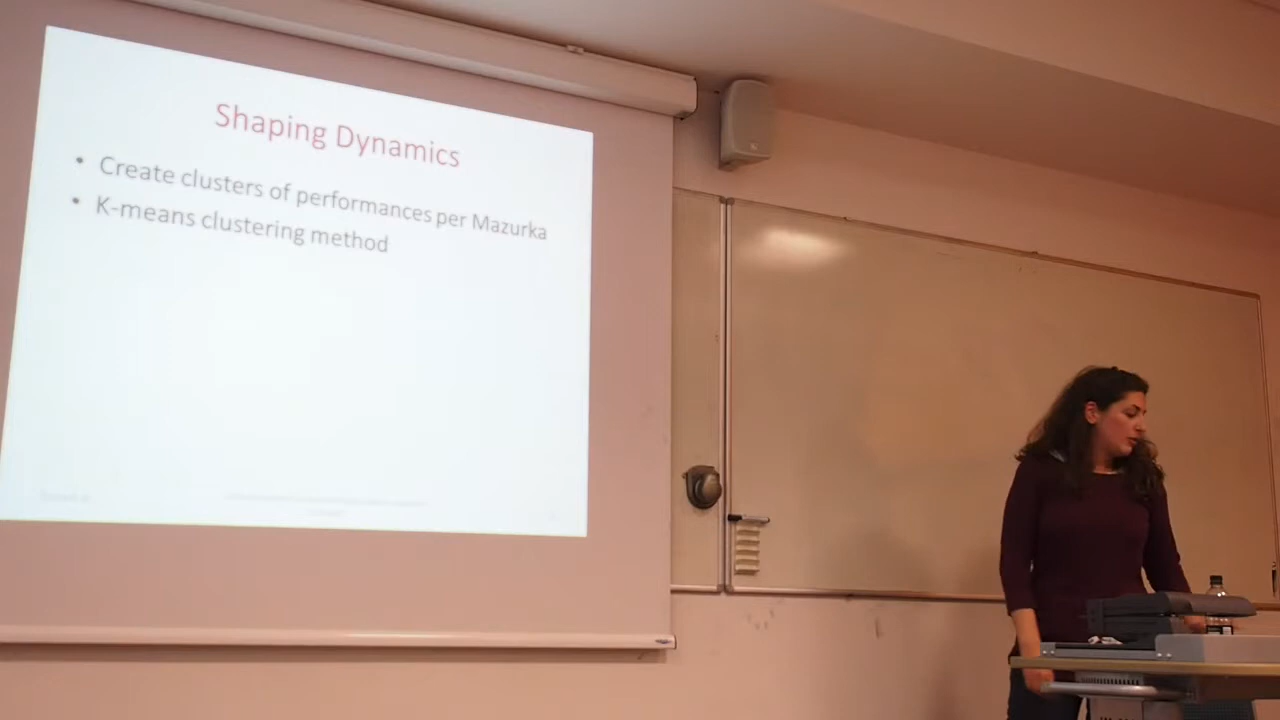 Shaping Dynamics
• Create clusters of performances per Mazurka
• K-means clustering method